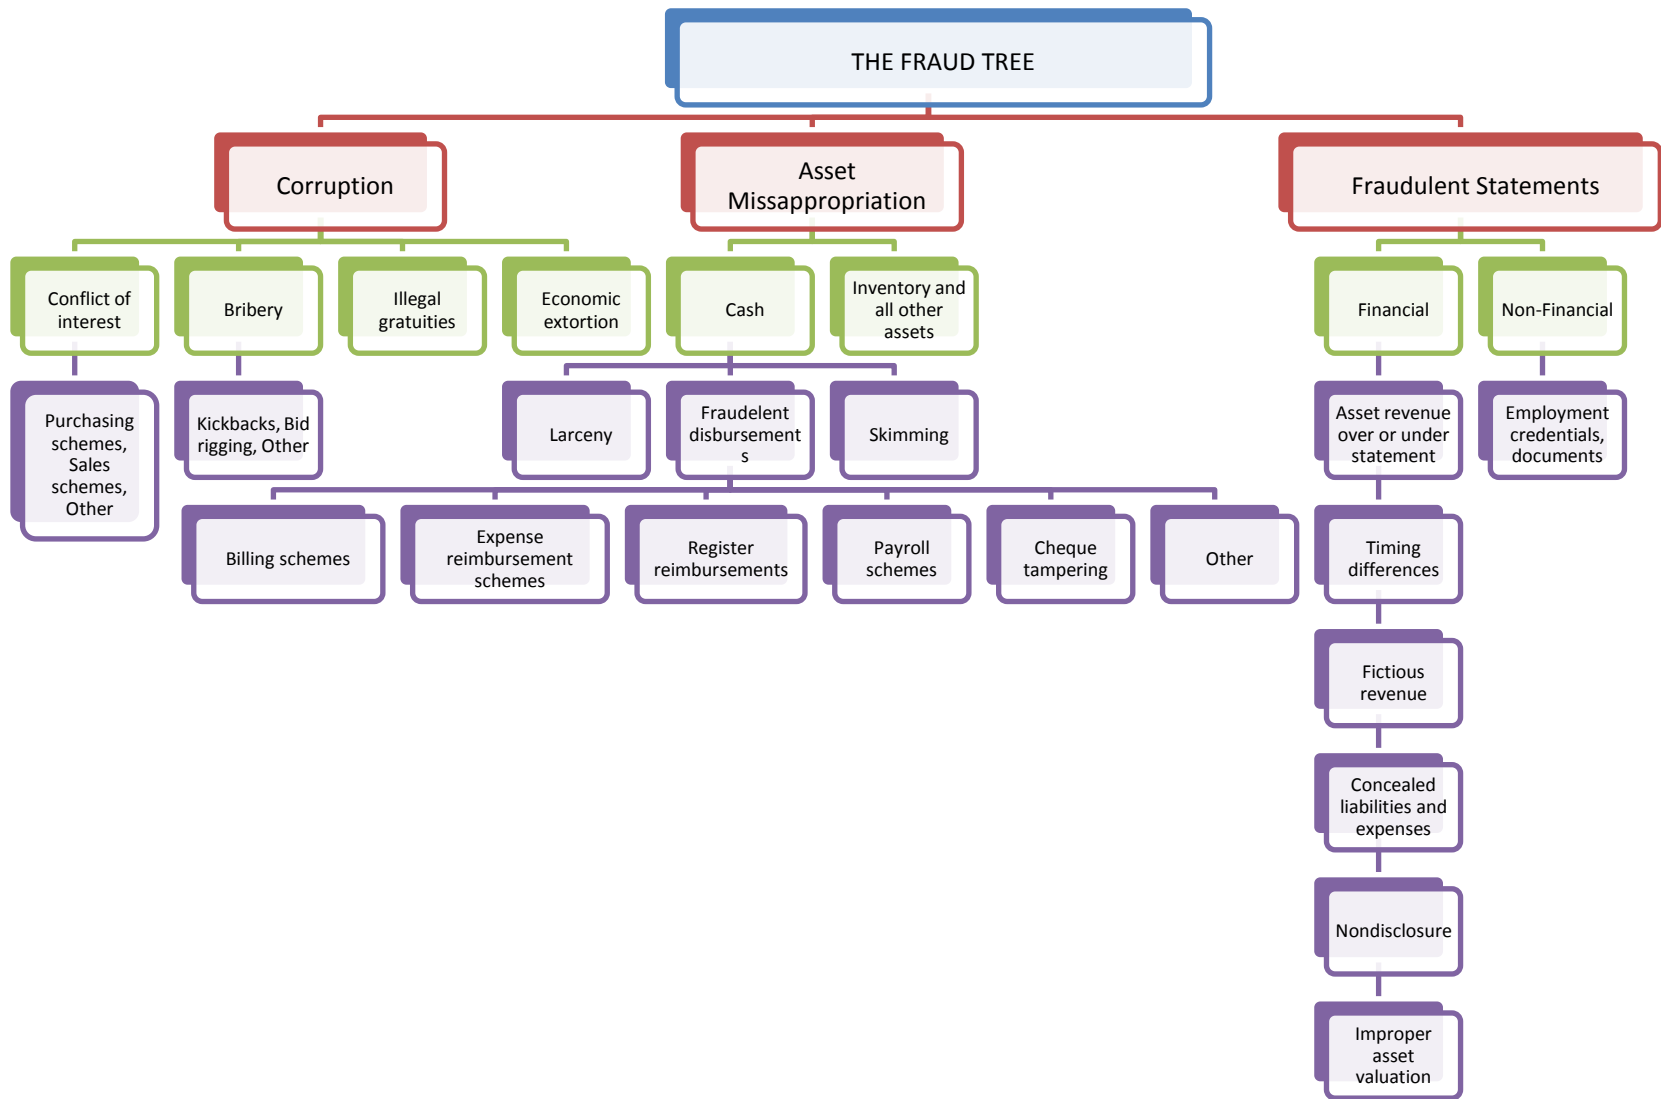 THE FRAUD TREE
Corruption
Asset
Missappropriation
Fraudulent Statements
Conflict of
interest
Bribery
Illegal
gratuities
Economic
extortion
Cash
Inventory and
all other
assets
Financial
Non-Financial
Purchasing
schemes,
Sales
schemes,
Other
Kickbacks, Bid
rigging, Other
Larceny
Fraudelent
disbursement
s
Skimming
Asset revenue
over or under
statement
Employment
credentials,
documents
Billing schemes
Expense
reimbursement
schemes
Register
reimbursements
Payroll
schemes
Cheque
tampering
Other
Timing
differences
Fictious
revenue
Concealed
liabilities and
expenses
Nondisclosure
Improper
asset
valuation